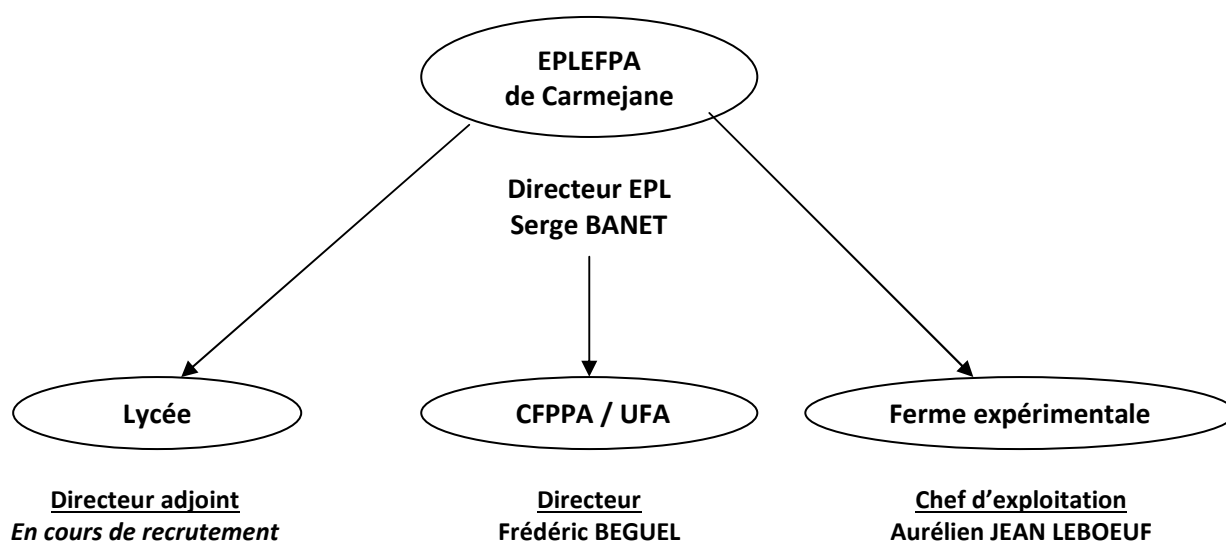 EPLEFPA
de Carmejane
Directeur EPL
Serge BANET
Lycée
CFPPA / UFA
Ferme expérimentale
Directeur adjoint
En cours de recrutement
Directeur
Frédéric BEGUEL
Chef d’exploitation
Aurélien JEAN LEBOEUF